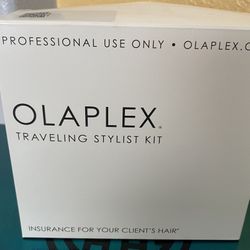 PROFESSIONAL USE ONLY • OLAPLEX.C
OLAPLEX®
TRAVELING STYLIST KIT
INSURANCE FOR YOUR CLIENT'S HAIR®